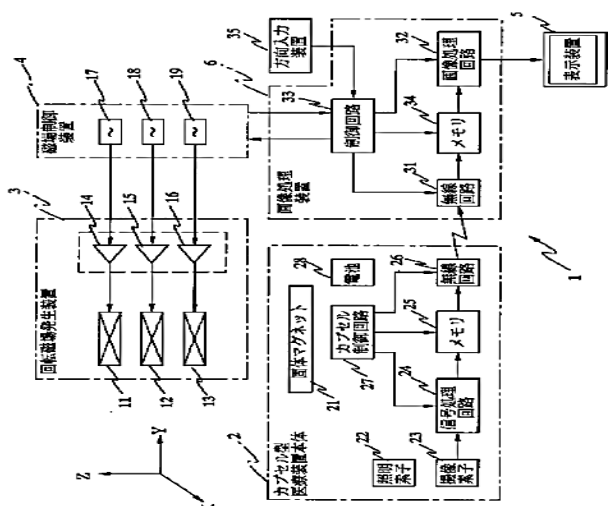 1
2
カプセル型
医療装置本体
21
固体マグネット
22
照明
素子
23
撮像
素子
24
信号処理
回路
25
メモリ
26
無線
回路
27
カプセル
制御回路
28
電池
3
回転磁場発生装置
11
12
13
14
15
16
4
磁場制御
装置
17
~
18
~
19
~
6
画像処理
装置
31
無線
回路
32
画像処理
回路
33
制御回路
34
メモリ
35
方向入力
装置
5
表示装置
Z
Y